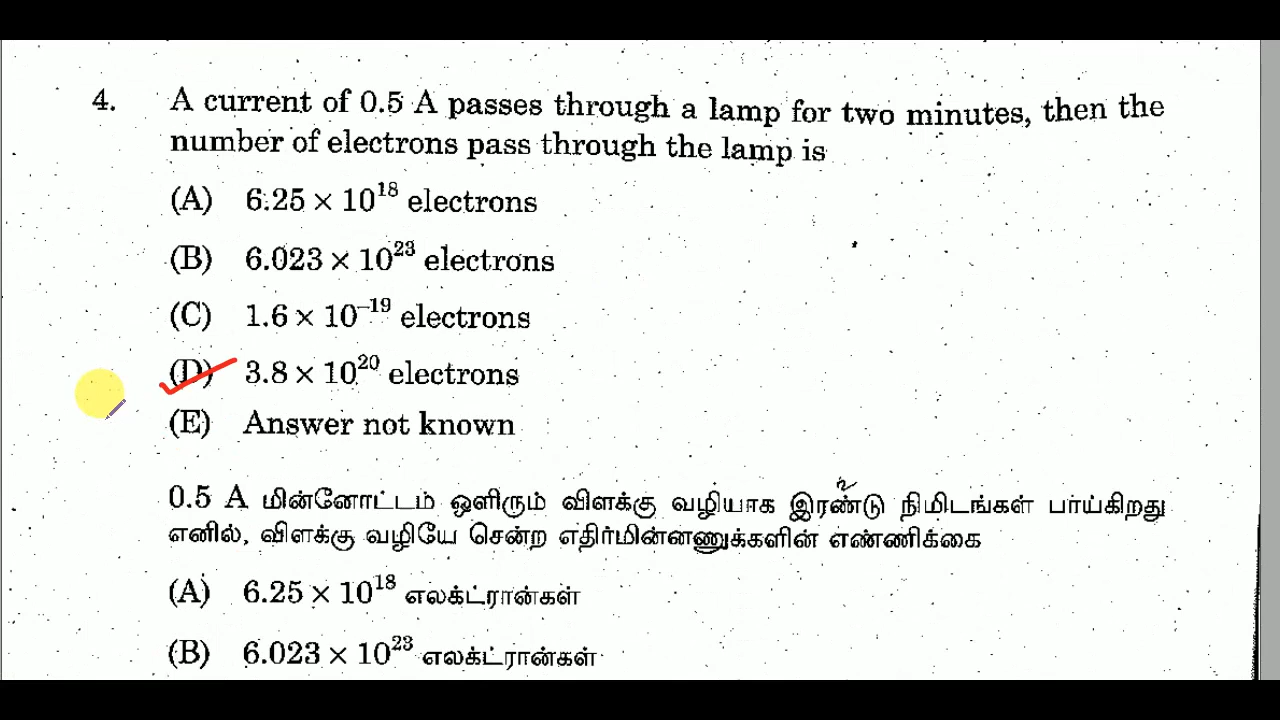 4. A current of 0.5 A passes through a lamp for two minutes, then the
number of electrons pass through the lamp is
(A) 6.25 × 10¹⁸ electrons
(B) 6.023 × 10²³ electrons
(C) 1.6 × 10⁻¹⁹ electrons
(D) 3.8 × 10²⁰ electrons
(E) Answer not known
0.5 A மின்னோட்டம் ஒளிரும் விளக்கு வழியாக இரண்டு நிமிடங்கள் பாய்கிறது
எனில், விளக்கு வழியே சென்ற எதிர்மின்னணுக்களின் எண்ணிக்கை
(A) 6.25 × 10¹⁸ எலக்ட்ரான்கள்
(B) 6.023 × 10²³ எலக்ட்ரான்கள்